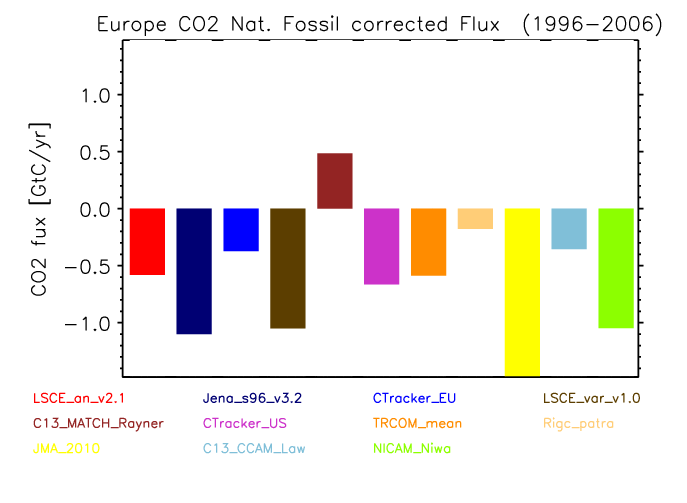 Europe CO2 Nat. Fossil corrected Flux (1996-2006)
1.0
0.5
0.0
-0.5
-1.0
CO2 fux [GtC/yr]
LSCE_an_v2.1 Jena_s96_v3.2 CTracker_EU LSCE_var_v1.0
C13_MATCH_Rayner CTracker_US TRCOM_mean Rigc_patra
JMA_2010 C13_CCAM_Law NICAM_Niwa